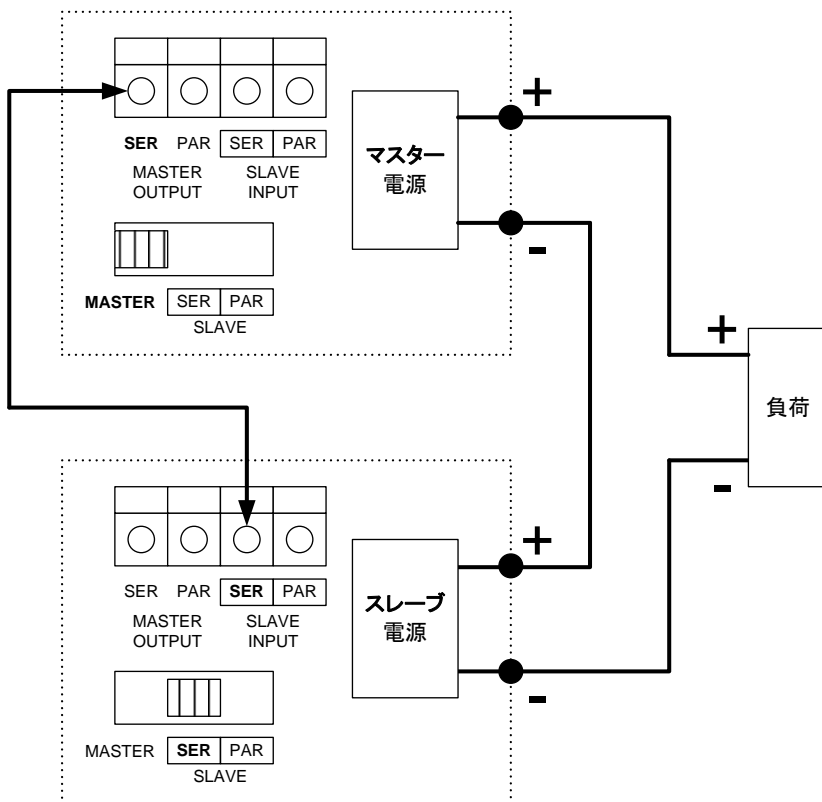 SER PAR SER PAR
MASTER OUTPUT
SLAVE INPUT
MASTER SER PAR
SLAVE
マスター
電源
+
-
+
負荷
-
SER PAR SER PAR
MASTER OUTPUT
SLAVE INPUT
MASTER SER PAR
SLAVE
スレーブ
電源
+
-